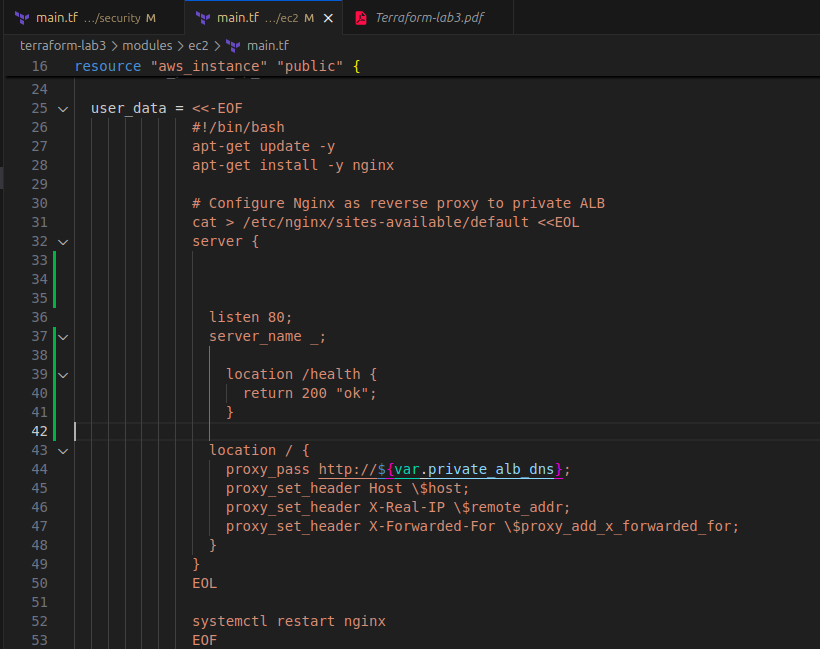 main.tf .../security M main.tf .../ec2 M × Terraform-lab3.pdf
terraform-lab3 > modules > ec2 > main.tf
16 resource "aws_instance" "public" {
24
25 user_data = <<-EOF
26 #!/bin/bash
27 apt-get update -y
28 apt-get install -y nginx
29
30 # Configure Nginx as reverse proxy to private ALB
31 cat > /etc/nginx/sites-available/default <<EOL
32 server {
33
34
35
36 listen 80;
37 server_name _;
38
39 location /health {
40 return 200 "ok";
41 }
42
43 location / {
44 proxy_pass http://${var.private_alb_dns};
45 proxy_set_header Host \$host;
46 proxy_set_header X-Real-IP \$remote_addr;
47 proxy_set_header X-Forwarded-For \$proxy_add_x_forwarded_for;
48 }
49 }
50 EOL
51
52 systemctl restart nginx
53 EOF